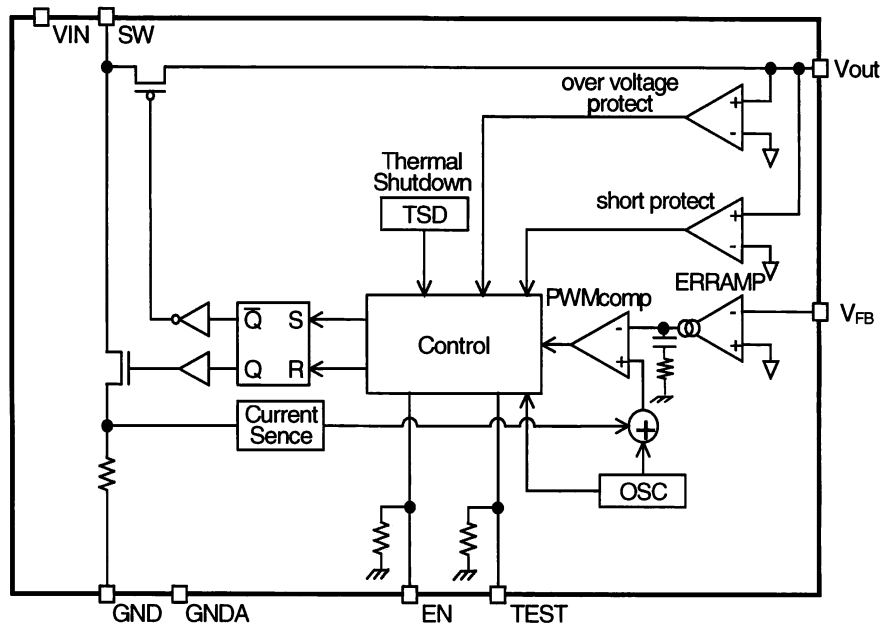 VIN
SW
Vout
over voltage
protect
Thermal
Shutdown
TSD
short protect
+
-
+
-
ERRAMP
PWMcomp
VFB
-
+
-
+
Q̅ S
Q R
Control
Current
Sence
+
OSC
GND
GNDA
EN
TEST